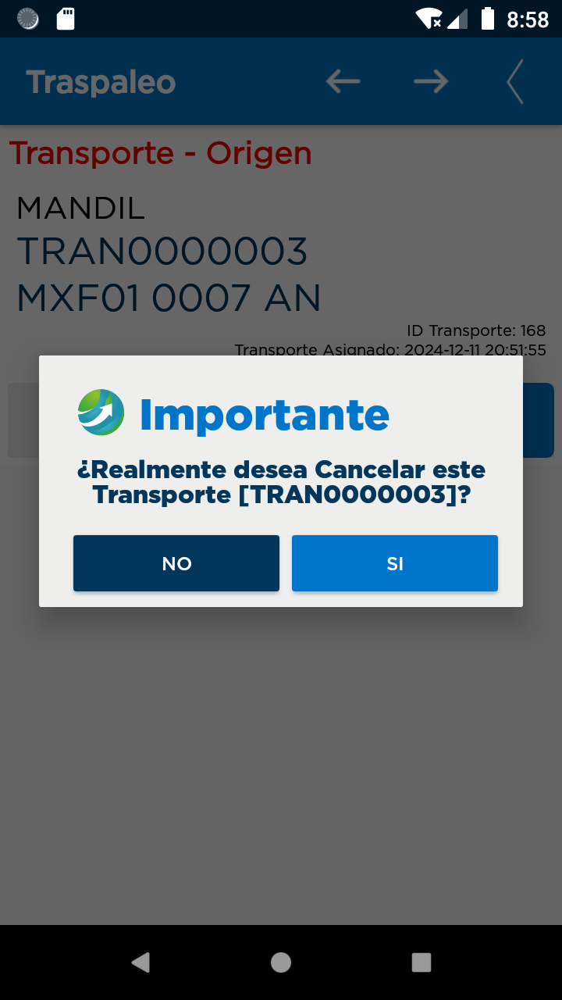 8:58
Traspaleo
Transporte - Origen
MANDIL
TRAN0000003
MXF01 0007 AN
ID Transporte: 168
Transporte Asignado: 2024-12-11 20:51:55
Importante
¿Realmente desea Cancelar este
Transporte [TRAN0000003]?
NO
SI